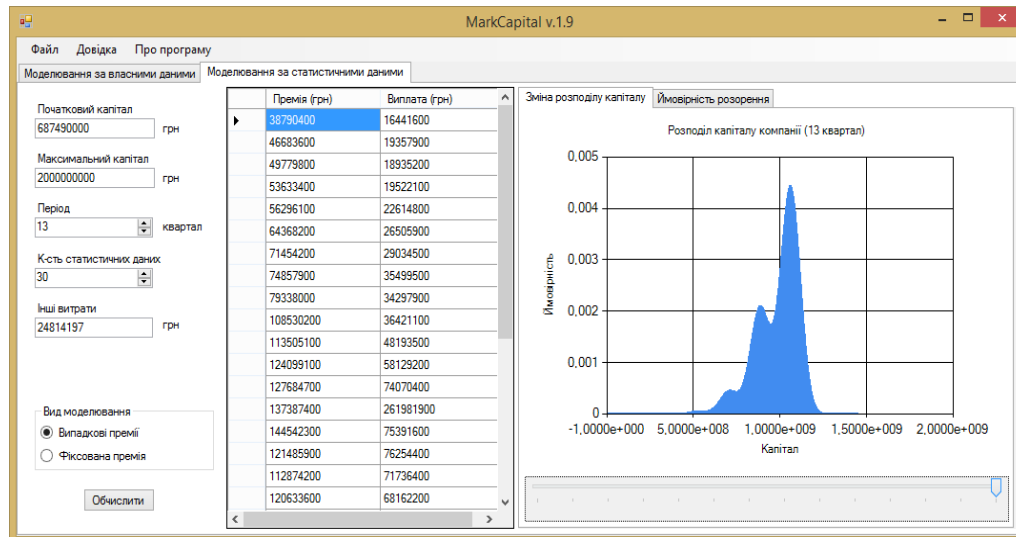 MarkCapital v.1.9
Файл Довідка Про програму
Моделювання за власними даними Моделювання за статистичними даними
Початковий капітал
687490000 грн
Максимальний капітал
2000000000 грн
Період
13 квартал
К-сть статистичних даних
30
Інші витрати
24814197 грн
Вид моделювання
Випадкові премії
Фіксована премія
Обчислити
Премія (грн) Виплата (грн)
38790400 16441600
46683600 19357900
49779800 18935200
53633400 19522100
56296100 22614800
64368200 26505900
71454200 29034500
74857900 35499500
79338000 34297900
108530200 36421100
113505100 48193500
124099100 58129200
127684700 74070400
137387400 261981900
144542300 75391600
121485900 76254400
112874200 71736400
120633600 68162200
Зміна розподілу капіталу Ймовірність розорення
Розподіл капіталу компанії (13 квартал)
0,005
0,004
0,003
0,002
0,001
0
Ймовірність
-1,0000e+000 5,0000e+008 1,0000e+009 1,5000e+009 2,0000e+009
Капітал